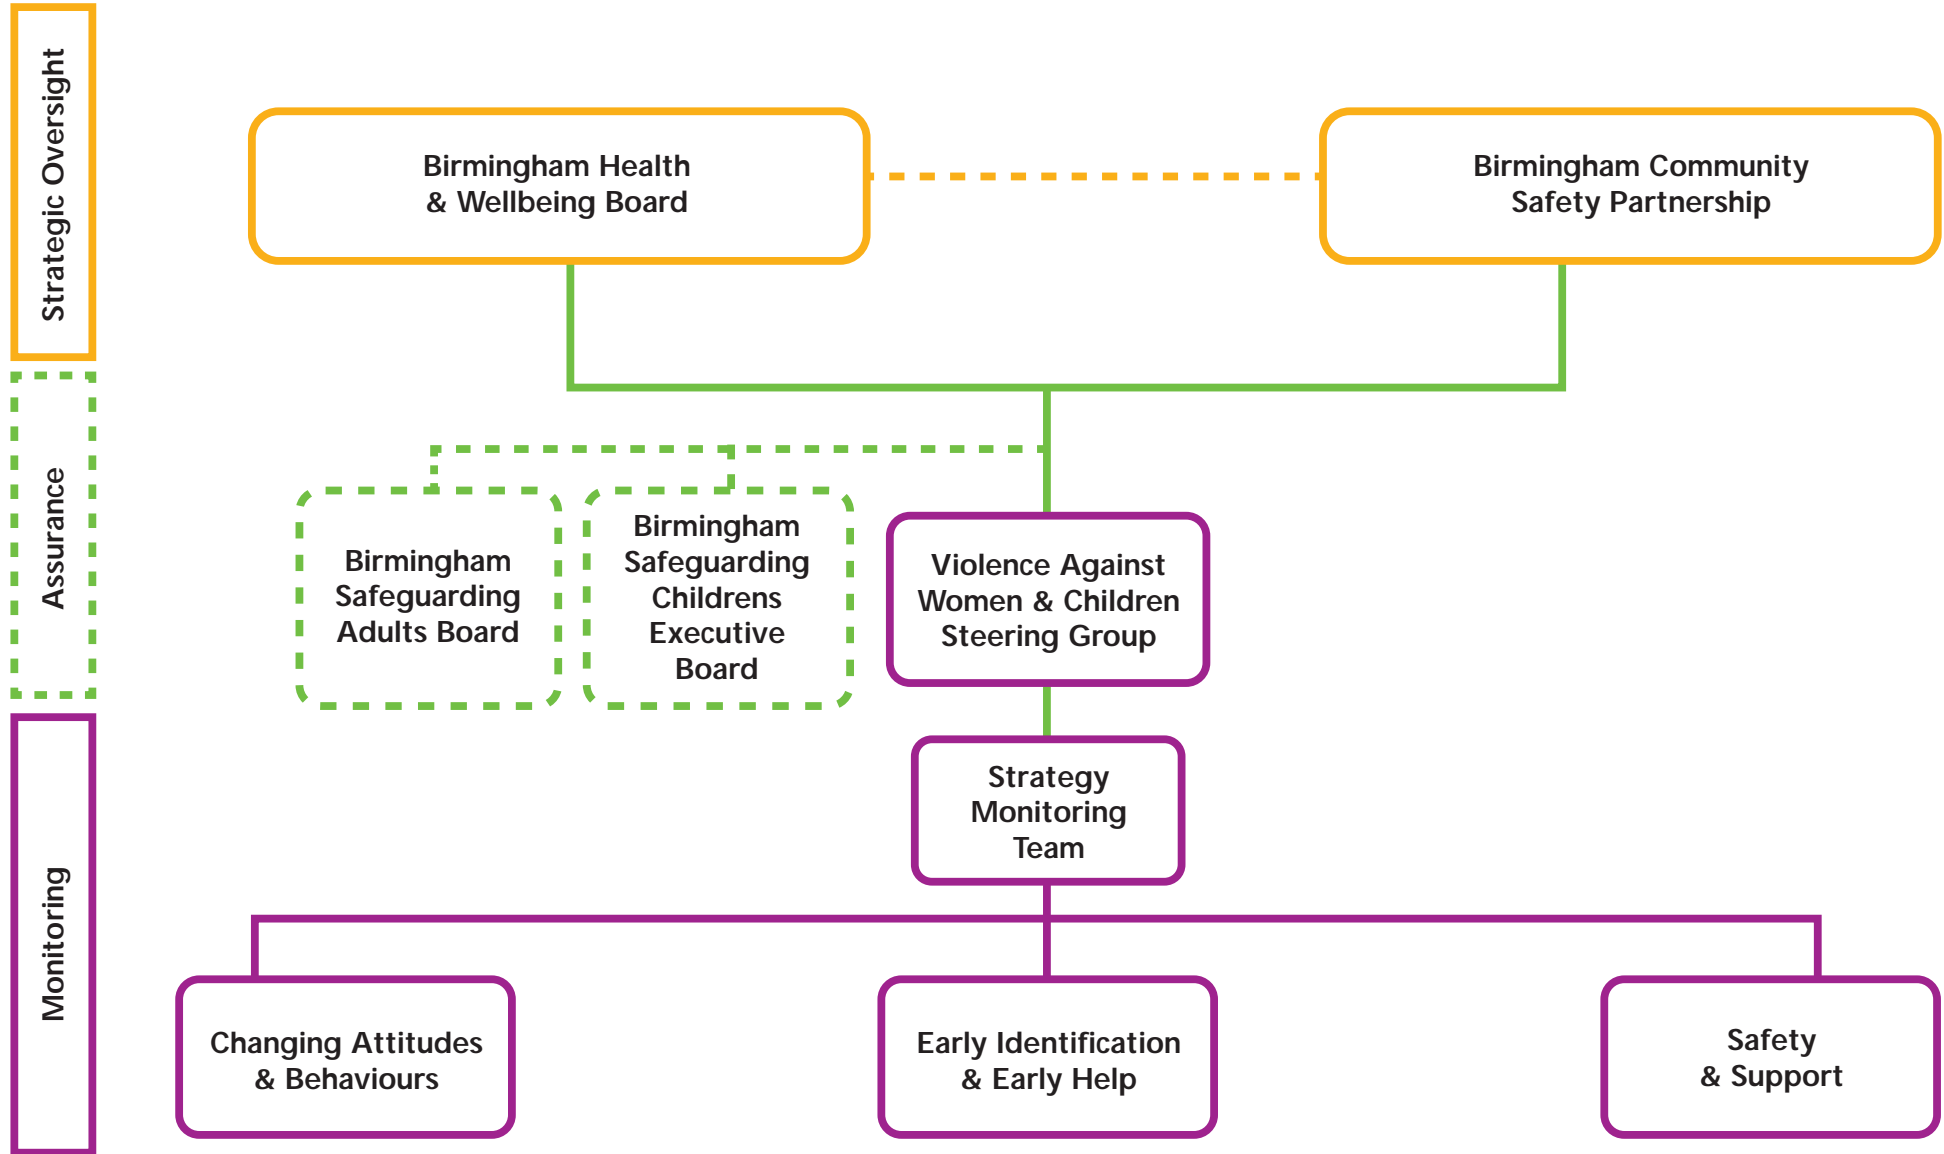 Strategic Oversight
Birmingham Health
& Wellbeing Board
Birmingham Community
Safety Partnership
Assurance
Birmingham
Safeguarding
Adults Board
Birmingham
Safeguarding
Childrens
Executive
Board
Violence Against
Women & Children
Steering Group
Monitoring
Strategy
Monitoring
Team
Changing Attitudes
& Behaviours
Early Identification
& Early Help
Safety
& Support